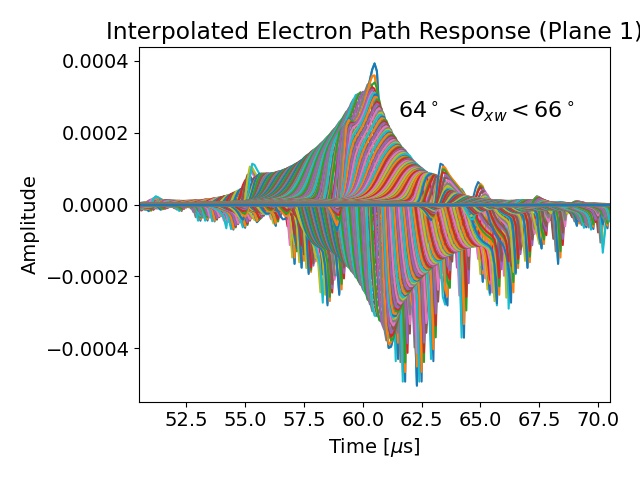 Interpolated Electron Path Response (Plane 1)
64° < θxw < 66°
0.0004
0.0002
0.0000
−0.0002
−0.0004
Amplitude
52.5 55.0 57.5 60.0 62.5 65.0 67.5 70.0
Time [μs]